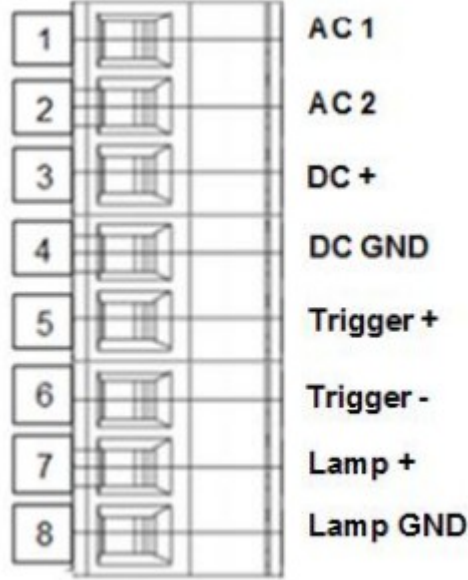 1 AC 1
2 AC 2
3 DC +
4 DC GND
5 Trigger +
6 Trigger -
7 Lamp +
8 Lamp GND